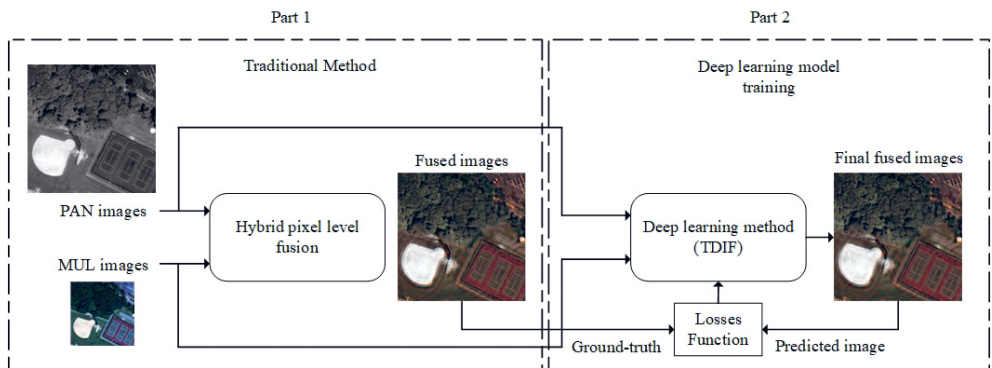 Part 1
Part 2
Traditional Method
Deep learning model
training
PAN images
MUL images
Hybrid pixel level
fusion
Fused images
Deep learning method
(TDIF)
Final fused images
Losses
Function
Ground-truth
Predicted image